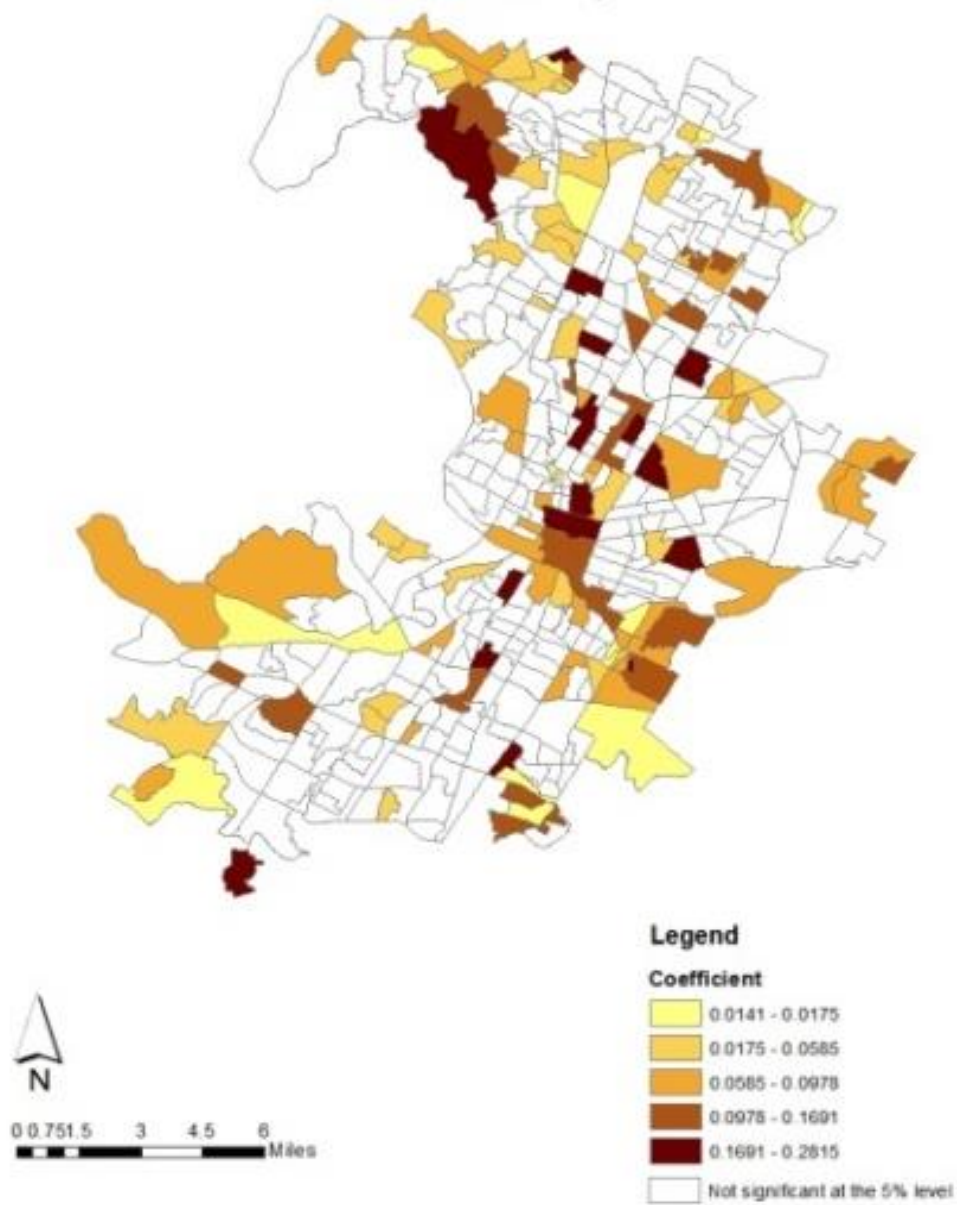 Legend
Coefficient
0.0141 - 0.0175
0.0175 - 0.0585
0.0585 - 0.0978
0.0978 - 0.1691
0.1691 - 0.2815
Not significant at the 5% level
N
0 0.751.5 3 4.5 6
Miles